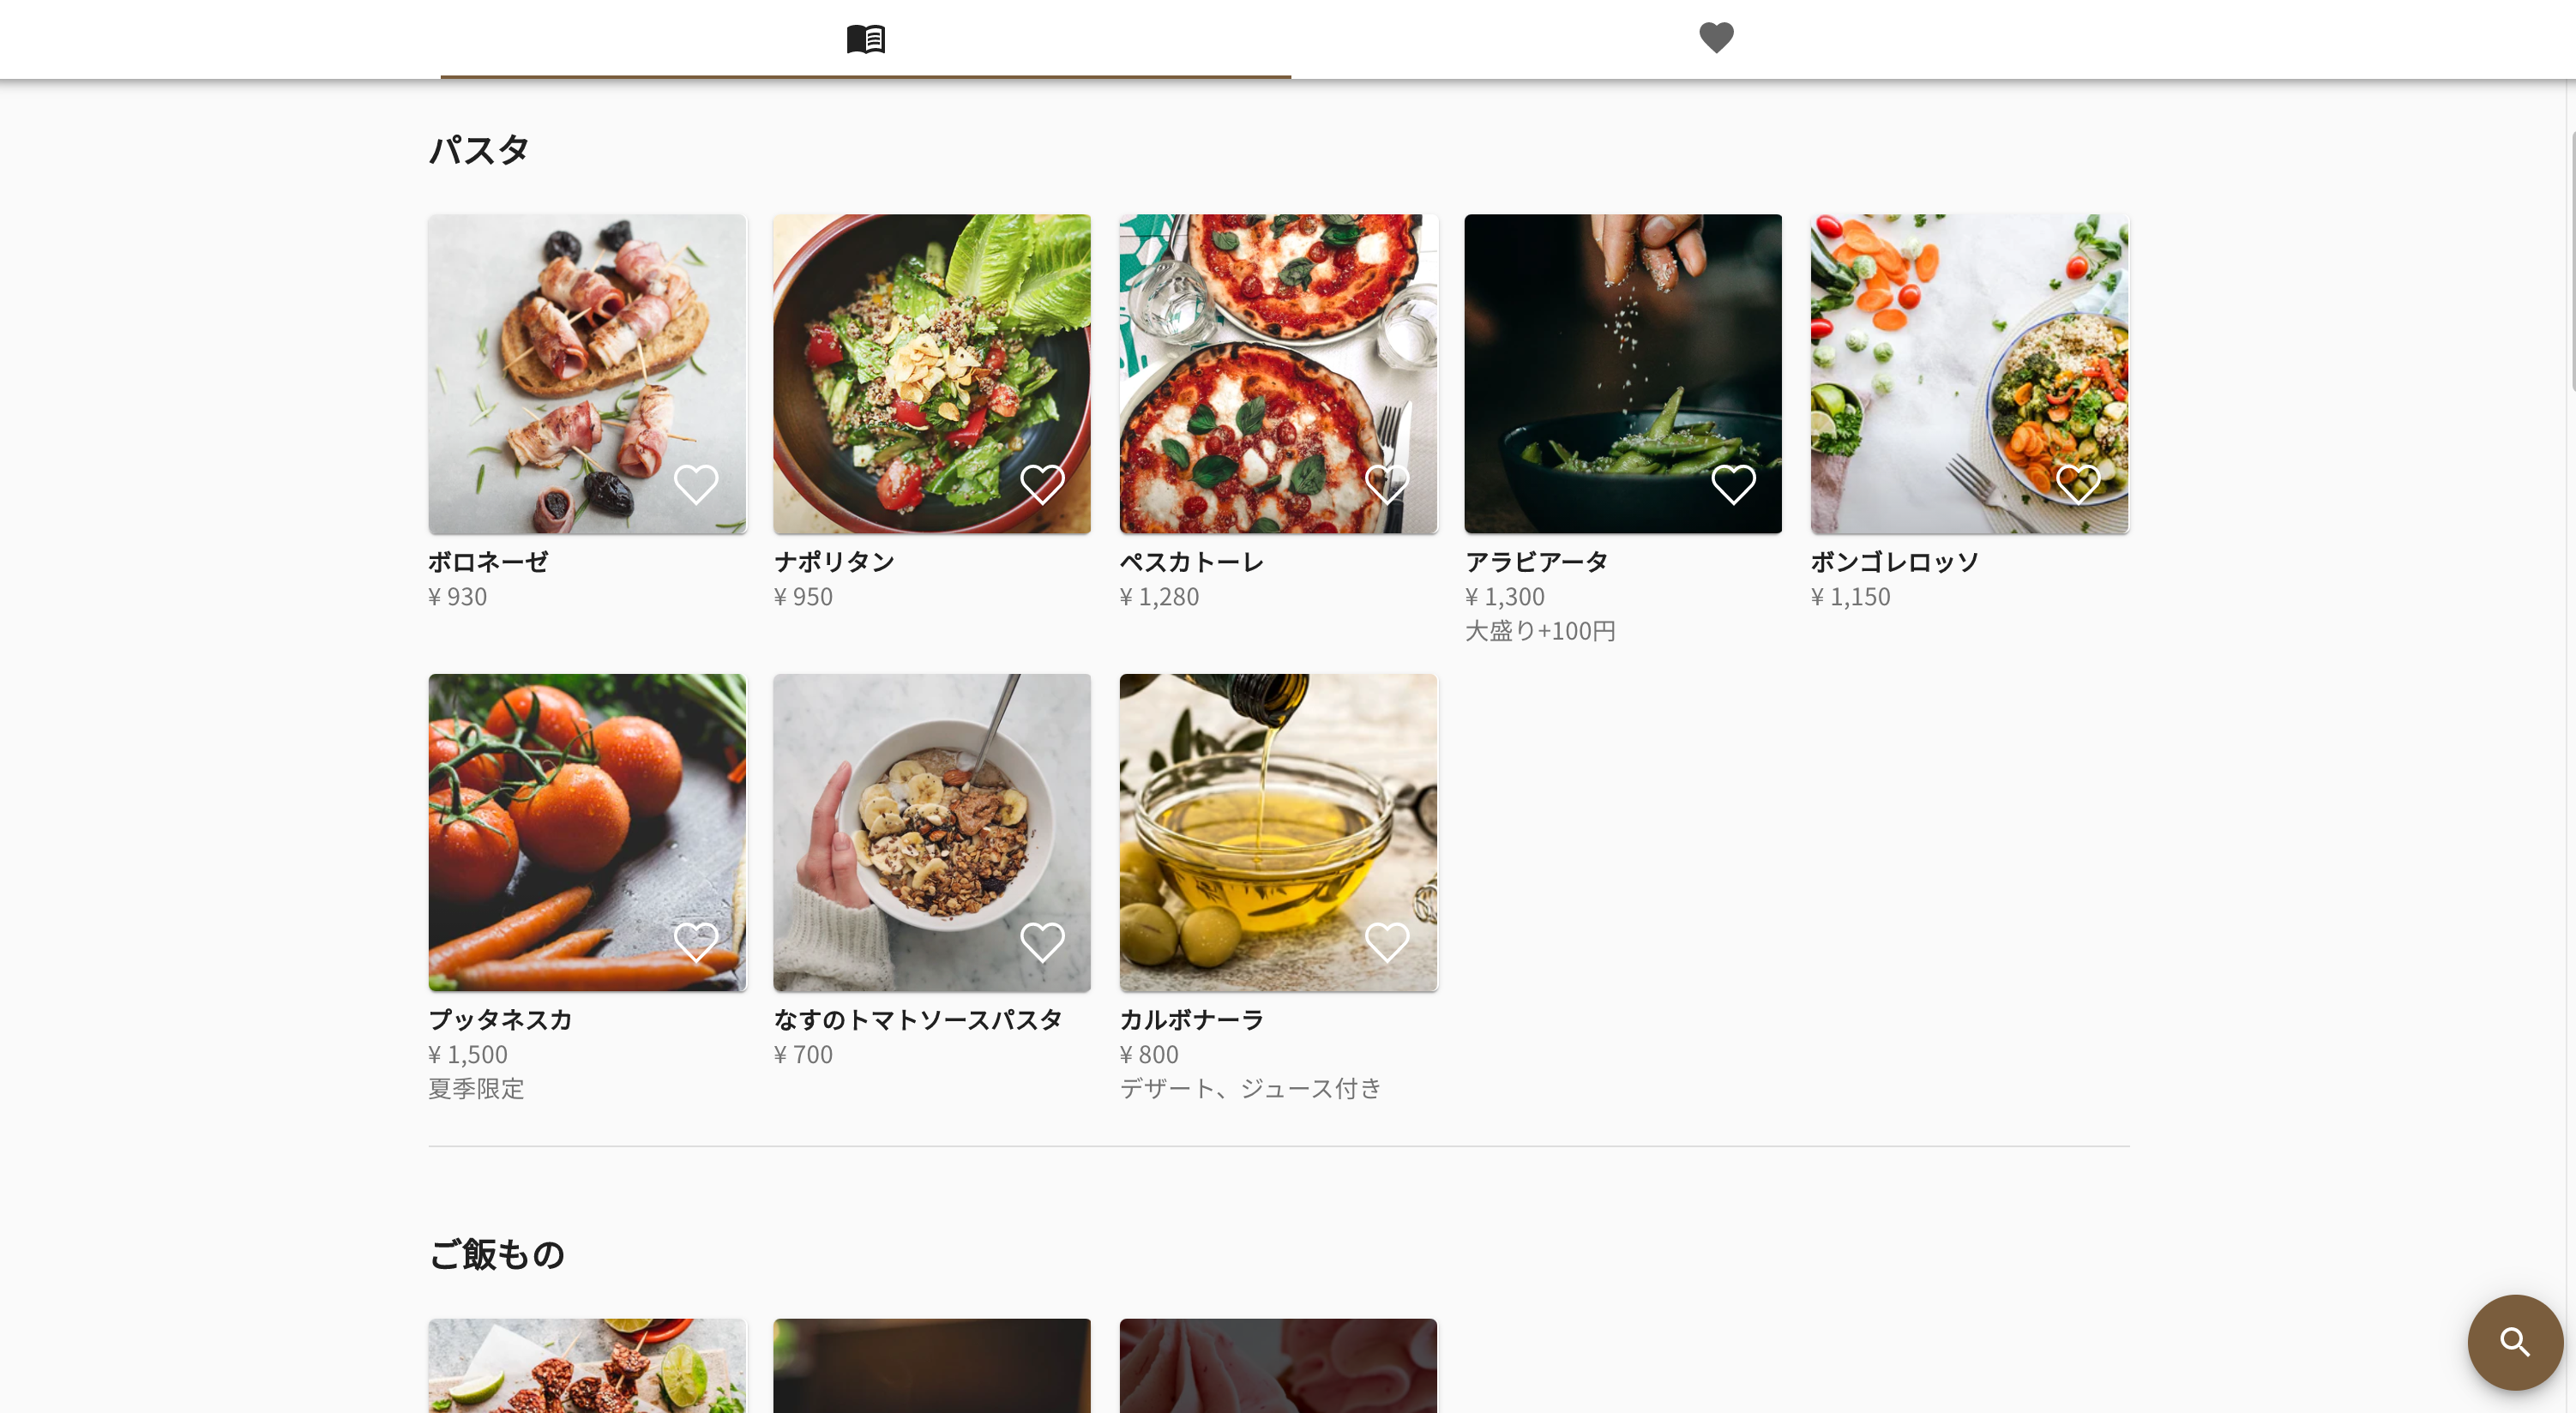 パスタ
ボロネーゼ
¥ 930
ナポリタン
¥ 950
ペスカトーレ
¥ 1,280
アラビアータ
¥ 1,300
大盛り+100円
ボンゴレロッソ
¥ 1,150
プッタネスカ
¥ 1,500
夏季限定
なすのトマトソースパスタ
¥ 700
カルボナーラ
¥ 800
デザート、ジュース付き
ご飯もの